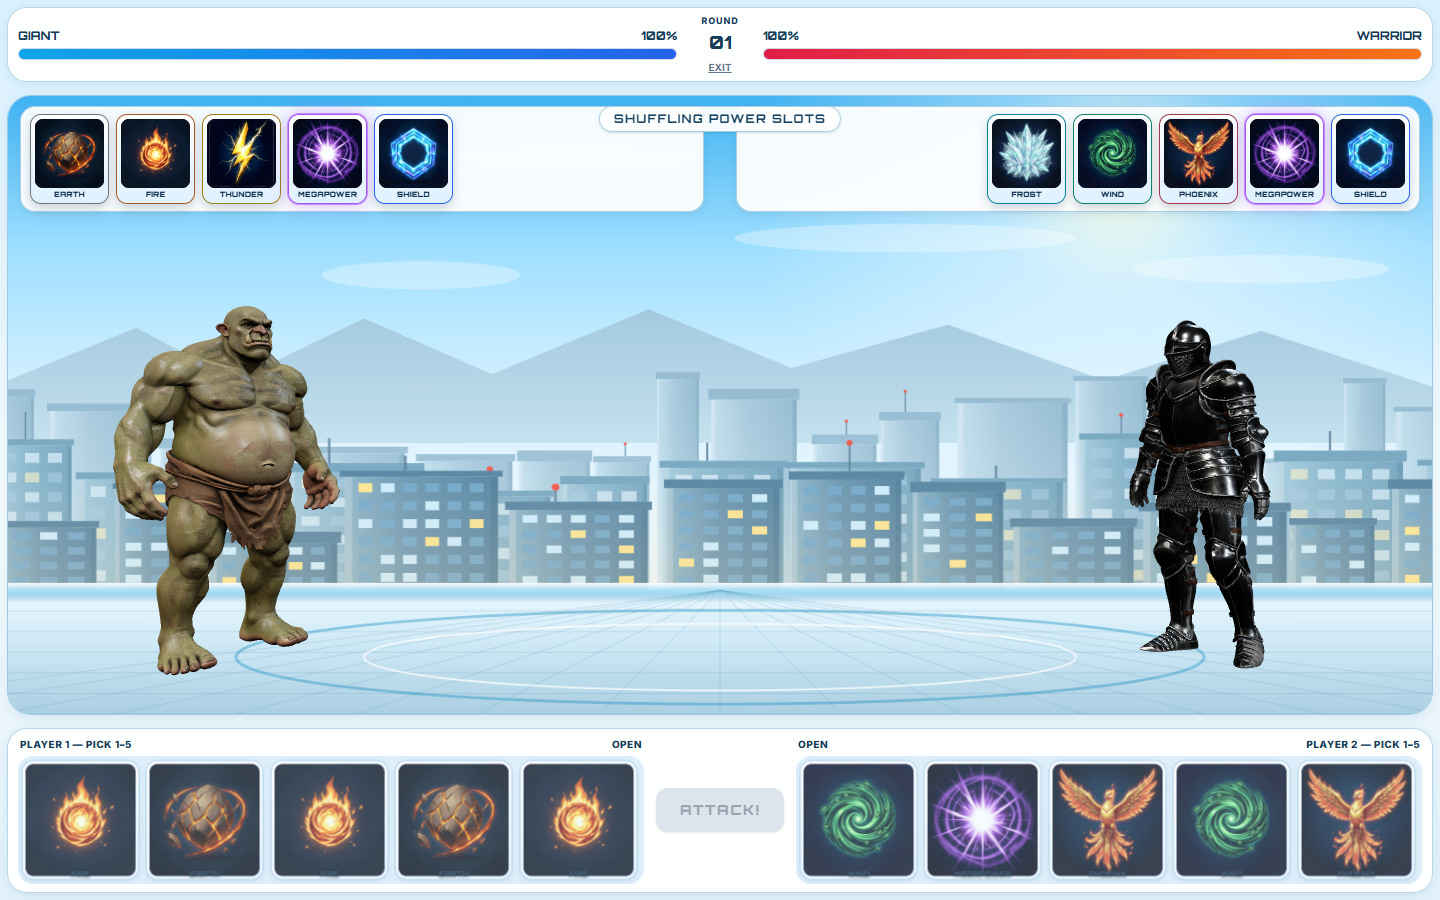 GIANT
100%
ROUND
01
EXIT
100%
WARRIOR
SHUFFLING POWER SLOTS
EARTH
FIRE
THUNDER
MEGAPOWER
SHIELD
FROST
WIND
PHOENIX
MEGAPOWER
SHIELD
PLAYER 1 — PICK 1–5
OPEN
OPEN
PLAYER 2 — PICK 1–5
ATTACK!